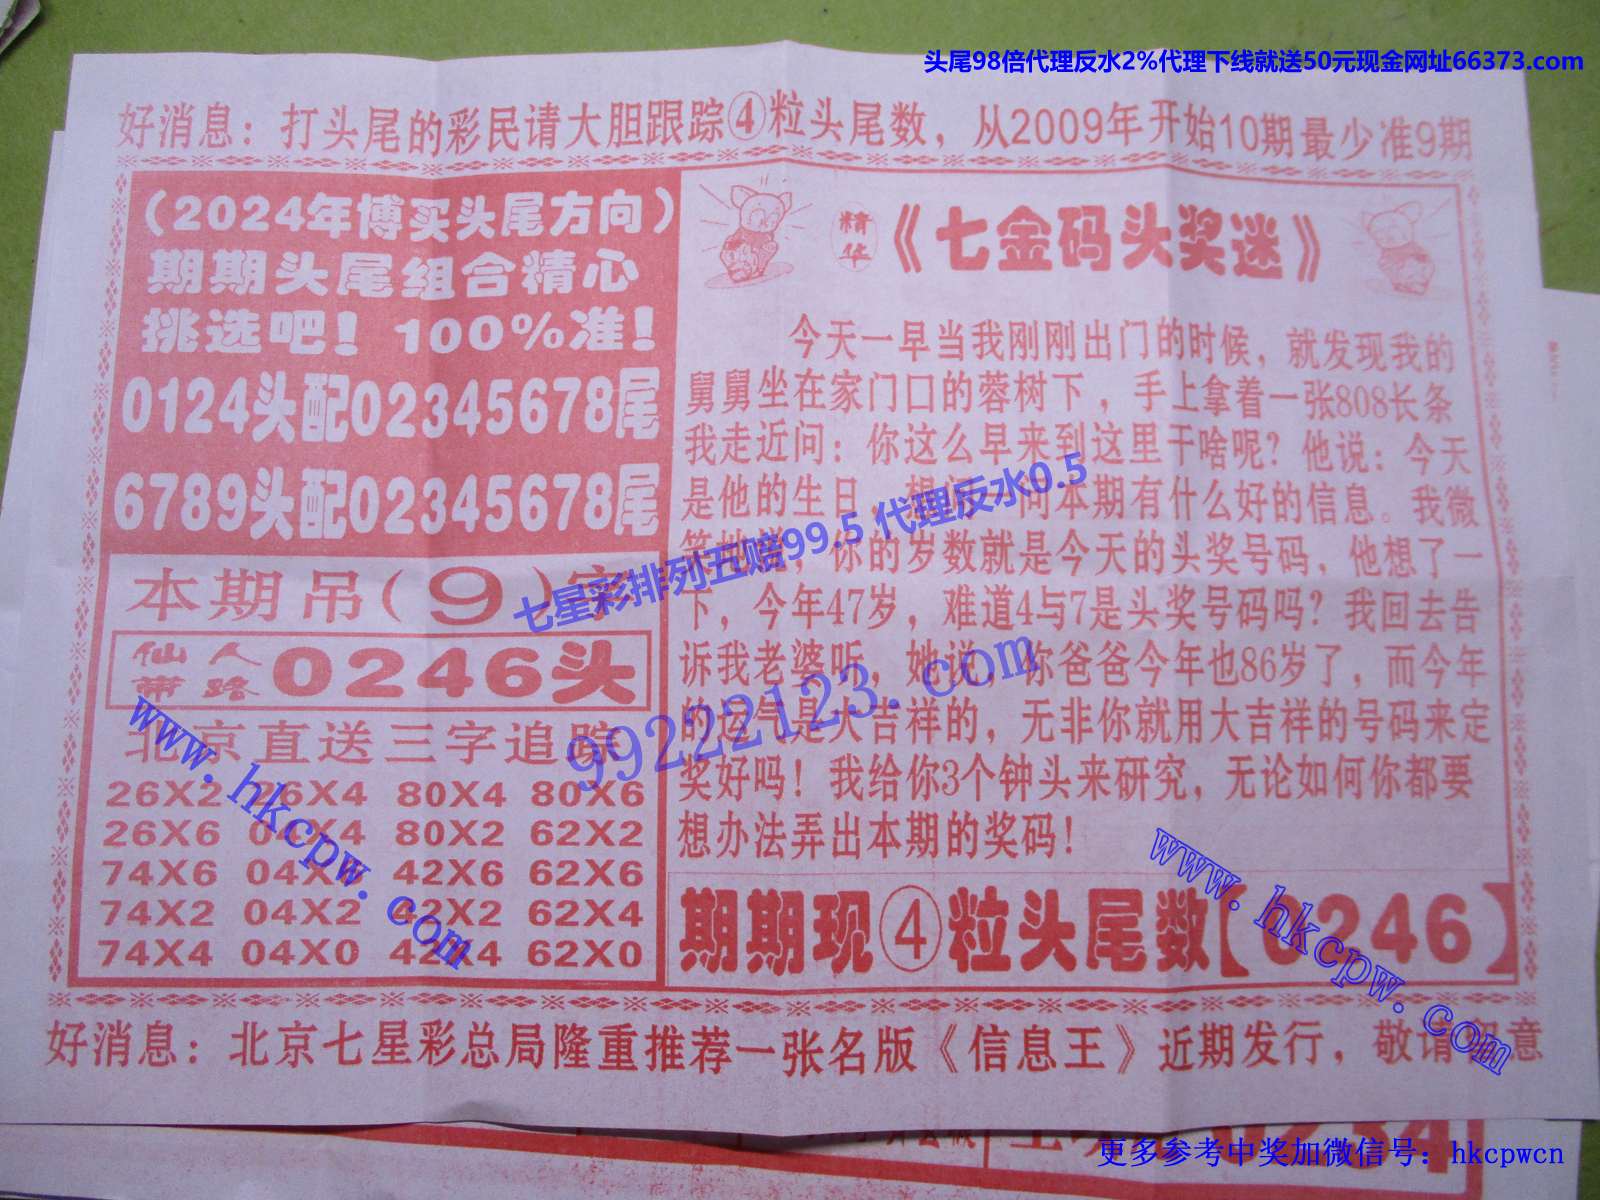 头尾98倍代理反水2%代理下线就送50元现金网址66373.com
好消息：打头尾的彩民请大胆跟踪④粒头尾数，从2009年开始10期最少准9期
（2024年博买头尾方向）
期期头尾组合精心
挑选吧！100%准！
0124头配02345678尾
6789头配02345678尾
本期吊（9）字
仙人带路 0246头
北京直送三字追踪
26X2 26X4 80X4 80X6
26X6 04X4 80X2 62X2
74X6 04X6 42X6 62X6
74X2 04X2 42X2 62X4
74X4 04X0 42X4 62X0
精华《七金码头奖迷》
今天一早当我刚刚出门的时候，就发现我的
舅舅坐在家门口的蓉树下，手上拿着一张808长条
我走近问：你这么早来到这里干啥呢？他说：今天
是他的生日，想你一问本期有什么好的信息。我微
笑地说，你的岁数就是今天的头奖号码，他想了一
下，今年47岁，难道4与7是头奖号码吗？我回去告
诉我老婆听，她说，你爸爸今年也86岁了，而今年
的运气是大吉祥的，无非你就用大吉祥的号码来定
奖好吗！我给你3个钟头来研究，无论如何你都要
想办法弄出本期的奖码！
期期现④粒头尾数【0246】
七星彩排列五赔99.5 代理反水0.5
99222123.com
www.hkcpw.com
www.hkcpw.com
好消息：北京七星彩总局隆重推荐一张名版《信息王》近期发行，敬请留意
0234
更多参考中奖加微信号：hkcpwcn